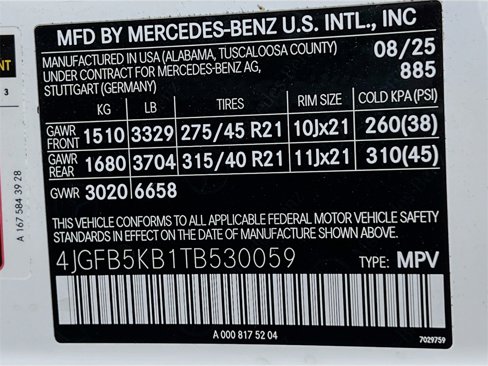 MFD BY MERCEDES-BENZ U.S. INTL., INC
MANUFACTURED IN USA (ALABAMA, TUSCALOOSA COUNTY) 08/25
UNDER CONTRACT FOR MERCEDES-BENZ AG, 885
STUTTGART (GERMANY)
KG LB TIRES RIM SIZE COLD KPA (PSI)
GAWR FRONT 1510 3329 275/45 R21 10Jx21 260(38)
GAWR REAR 1680 3704 315/40 R21 11Jx21 310(45)
GVWR 3020 6658
THIS VEHICLE CONFORMS TO ALL APPLICABLE FEDERAL MOTOR VEHICLE SAFETY
STANDARDS IN EFFECT ON THE DATE OF MANUFACTURE SHOWN ABOVE.
4JGFB5KB1TB530059 TYPE: MPV
A 000 817 52 04
7029759
A 167 584 39 28
3